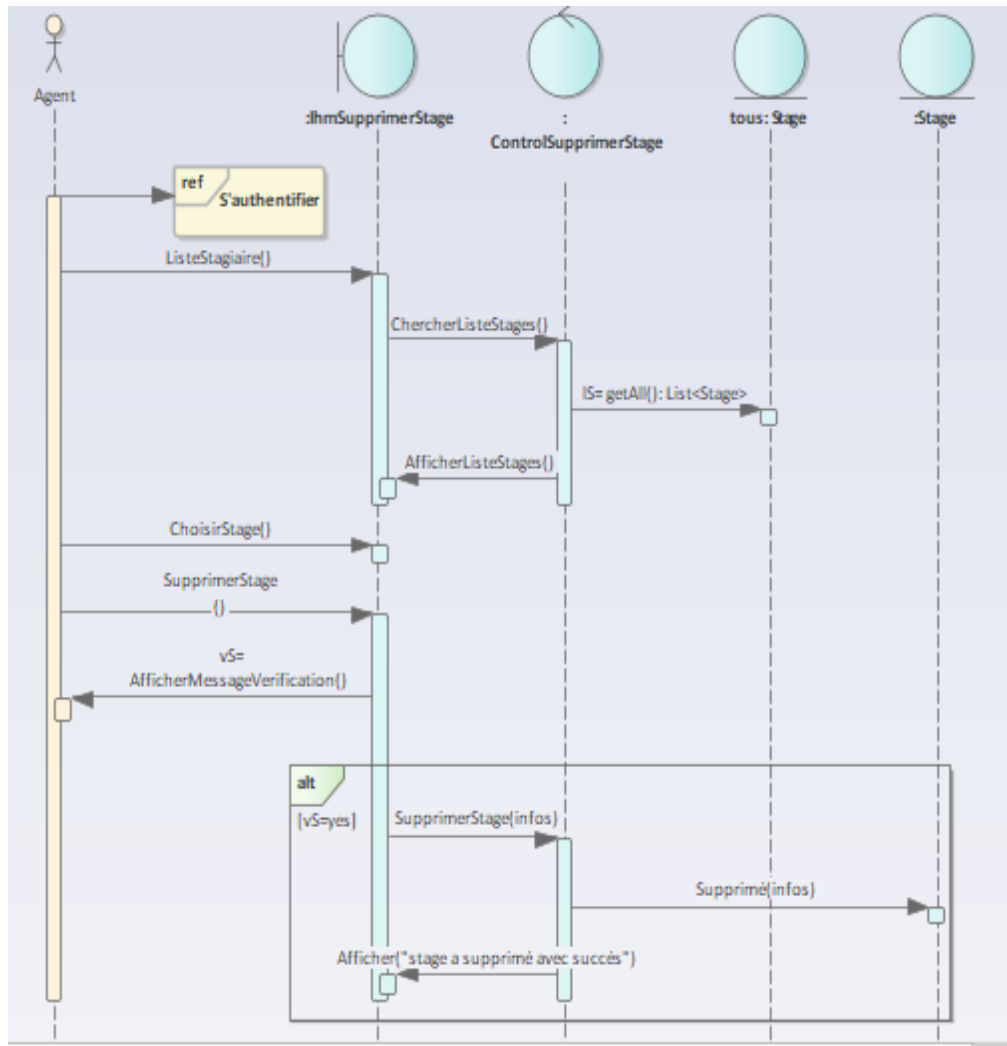 Agent
:IhmSupprimerStage
:
ControlSupprimerStage
tous: Stage
:Stage
ref
S'authentifier
ListeStagiaire()
ChercherListeStages()
lS= getAll(): List<Stage>
AfficherListeStages()
ChoisirStage()
SupprimerStage
()
vS=
AfficherMessageVerification()
alt
[vS=yes]
SupprimerStage(infos)
Supprimé(infos)
Afficher("stage a supprimé avec succés")